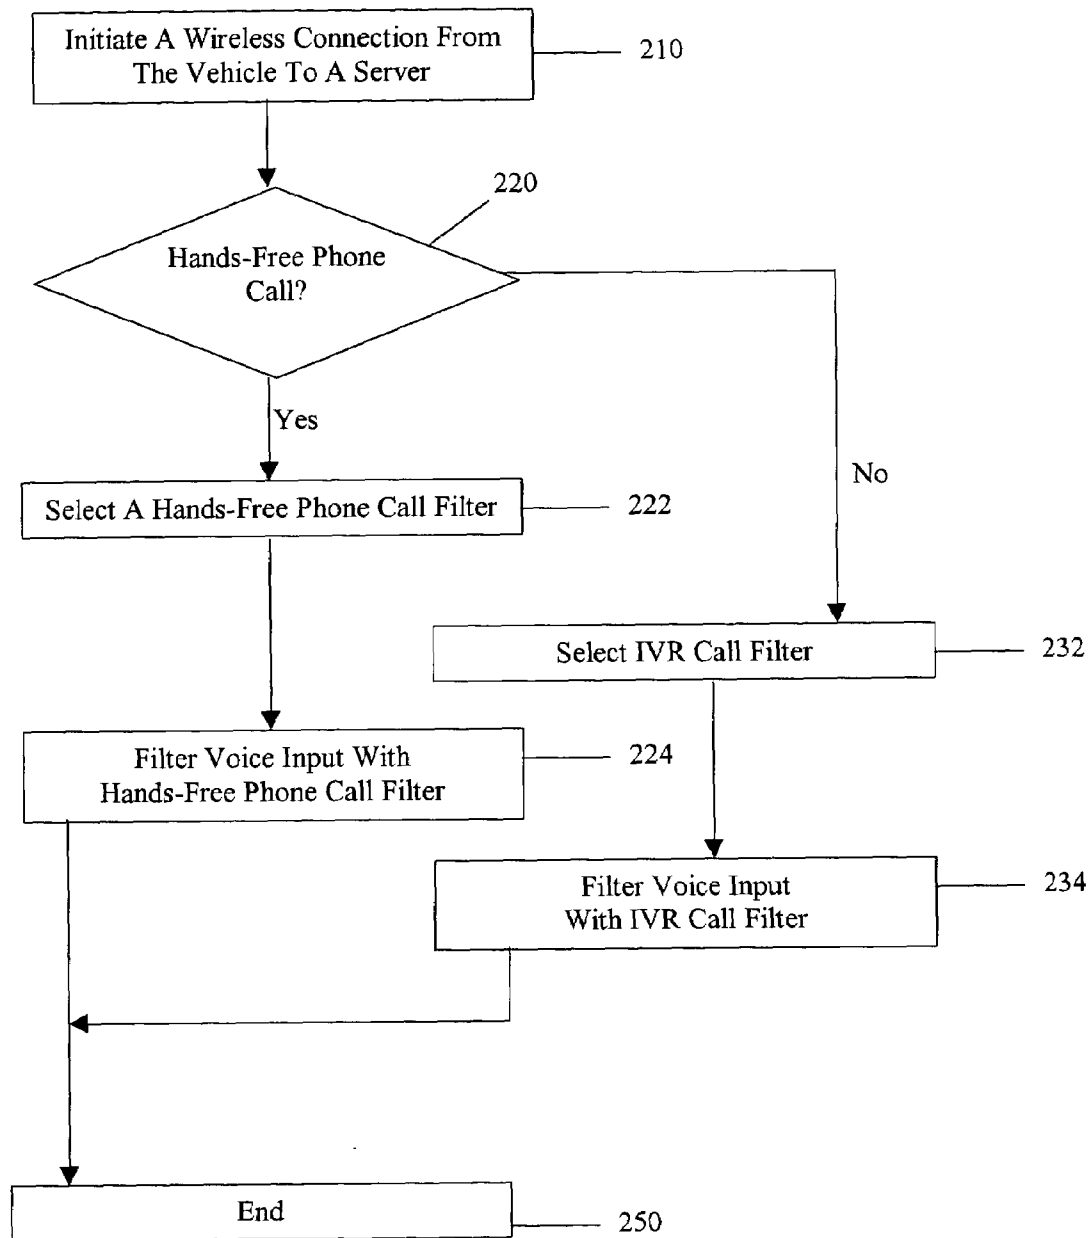 Initiate A Wireless Connection From
The Vehicle To A Server
210
220
Hands-Free Phone
Call?
Yes
No
Select A Hands-Free Phone Call Filter
222
Select IVR Call Filter
232
Filter Voice Input With
Hands-Free Phone Call Filter
224
Filter Voice Input
With IVR Call Filter
234
End
250